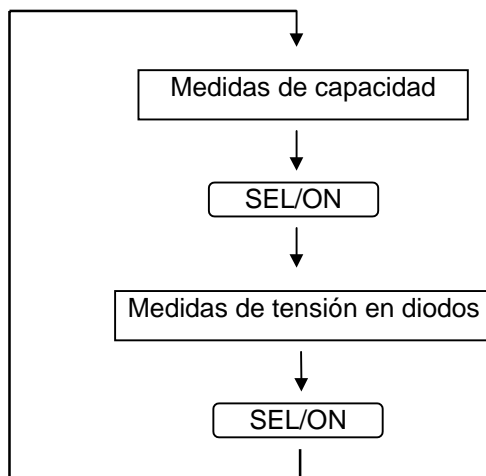 Medidas de capacidad
SEL/ON
Medidas de tensión en diodos
SEL/ON